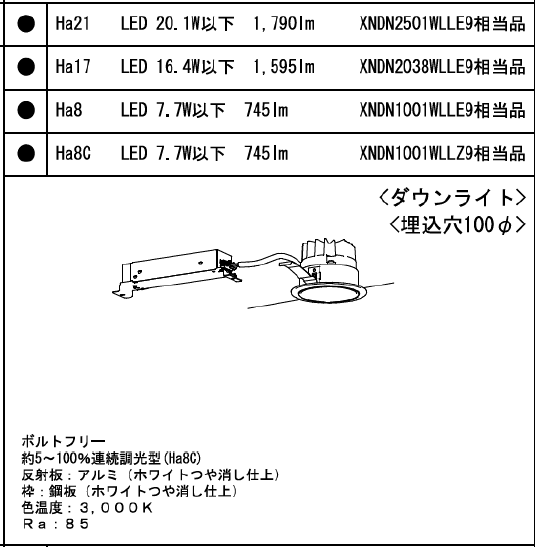 ● Ha21 LED 20.1W以下 1,790lm XNDN2501WLLE9相当品
● Ha17 LED 16.4W以下 1,595lm XNDN2038WLLE9相当品
● Ha8 LED 7.7W以下 745lm XNDN1001WLLE9相当品
● Ha8C LED 7.7W以下 745lm XNDN1001WLLZ9相当品
〈ダウンライト〉
〈埋込穴100φ〉
ボルトフリー
約5～100%連続調光型(Ha8C)
反射板：アルミ（ホワイトつや消し仕上）
枠：鋼板（ホワイトつや消し仕上）
色温度：３，０００Ｋ
Ｒａ：８５